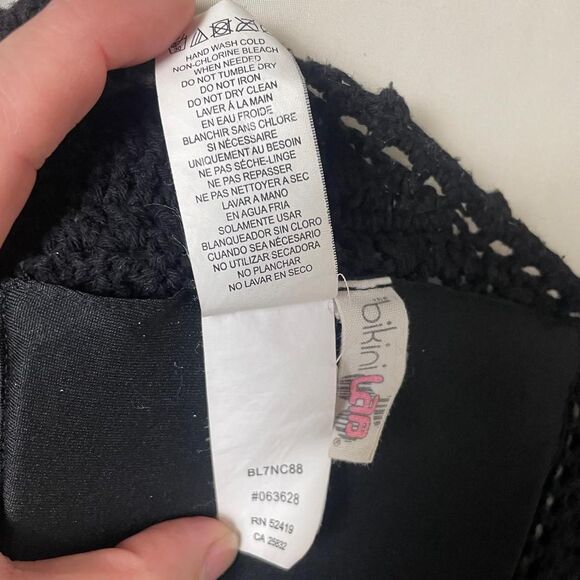 HAND WASH COLD
NON-CHLORINE BLEACH
WHEN NEEDED
DO NOT TUMBLE DRY
DO NOT IRON
DO NOT DRY CLEAN
LAVER À LA MAIN
EN EAU FROIDE
BLANCHIR SANS CHLORE
SI NÉCESSAIRE
UNIQUEMENT AU BESOIN
NE PAS SÈCHE-LINGE
NE PAS REPASSER
NE PAS NETTOYER A SEC
LAVAR A MANO
EN AGUA FRIA
SOLAMENTE USAR
BLANQUEADOR SIN CLORO
CUANDO SEA NECESARIO
NO UTILIZAR SECADORA
NO PLANCHAR
NO LAVAR EN SECO
BL7NC88
#063628
RN 52419
CA 25832
the
bikini
Lab
®